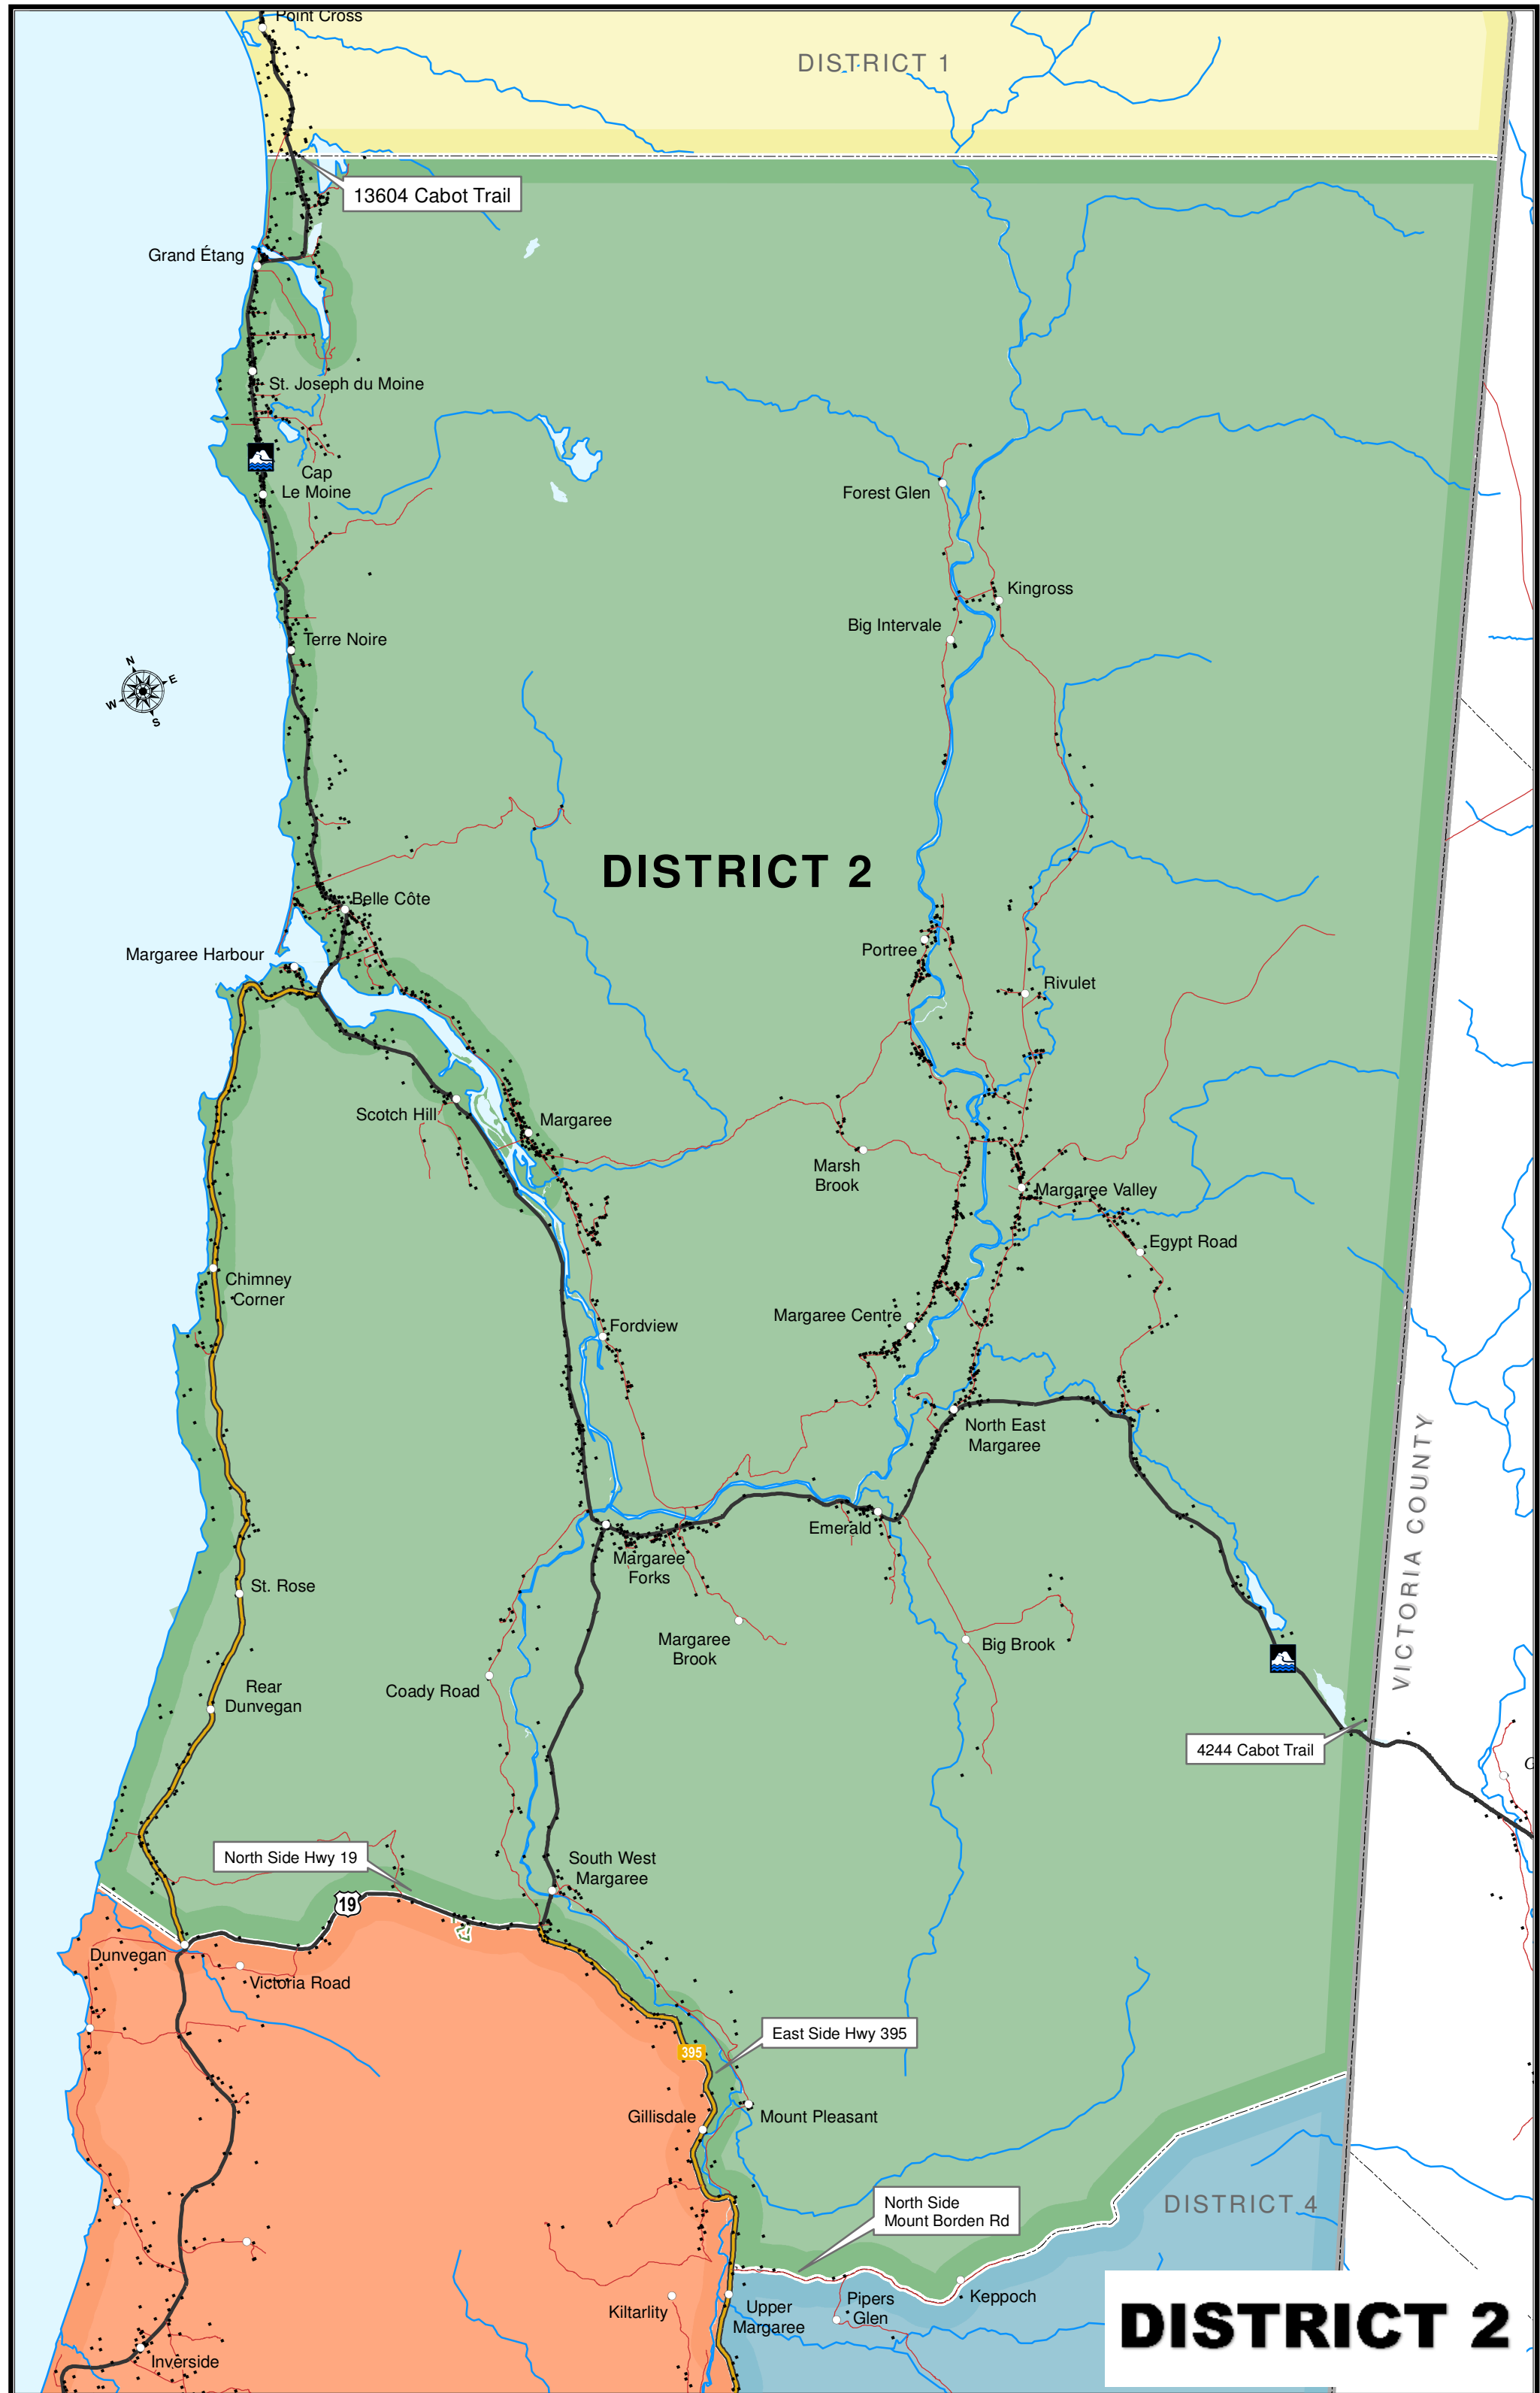 Point Cross
DISTRICT 1
13604 Cabot Trail
Grand Étang
St. Joseph du Moine
Cap
Le Moine
Forest Glen
Kingross
Big Intervale
Terre Noire
N
E
W
S
DISTRICT 2
Belle Côte
Margaree Harbour
Portree
Rivulet
Scotch Hill
Margaree
Marsh
Brook
Margaree Valley
Egypt Road
Chimney
Corner
Margaree Centre
Fordview
North East
Margaree
VICTORIA COUNTY
Emerald
Margaree
Forks
St. Rose
Margaree
Brook
Big Brook
Coady Road
Rear
Dunvegan
4244 Cabot Trail
G
North Side Hwy 19
South West
Margaree
19
Dunvegan
Victoria Road
East Side Hwy 395
395
Gillisdale
Mount Pleasant
North Side
Mount Borden Rd
DISTRICT 4
Keppoch
Pipers
Glen
Kiltarlity
Upper
Margaree
Inverside
DISTRICT 2